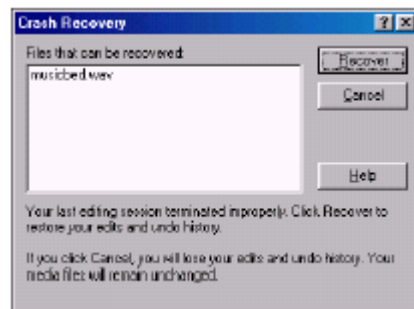 Crash Recovery
Files that can be recovered:
musicbed.wav
Recover
Cancel
Help
Your last editing session terminated inproperly. Click Recover to
restore your edits and undo history.
If you click Cancel, you will lose your edits and undo history. Your
media files will remain unchanged.